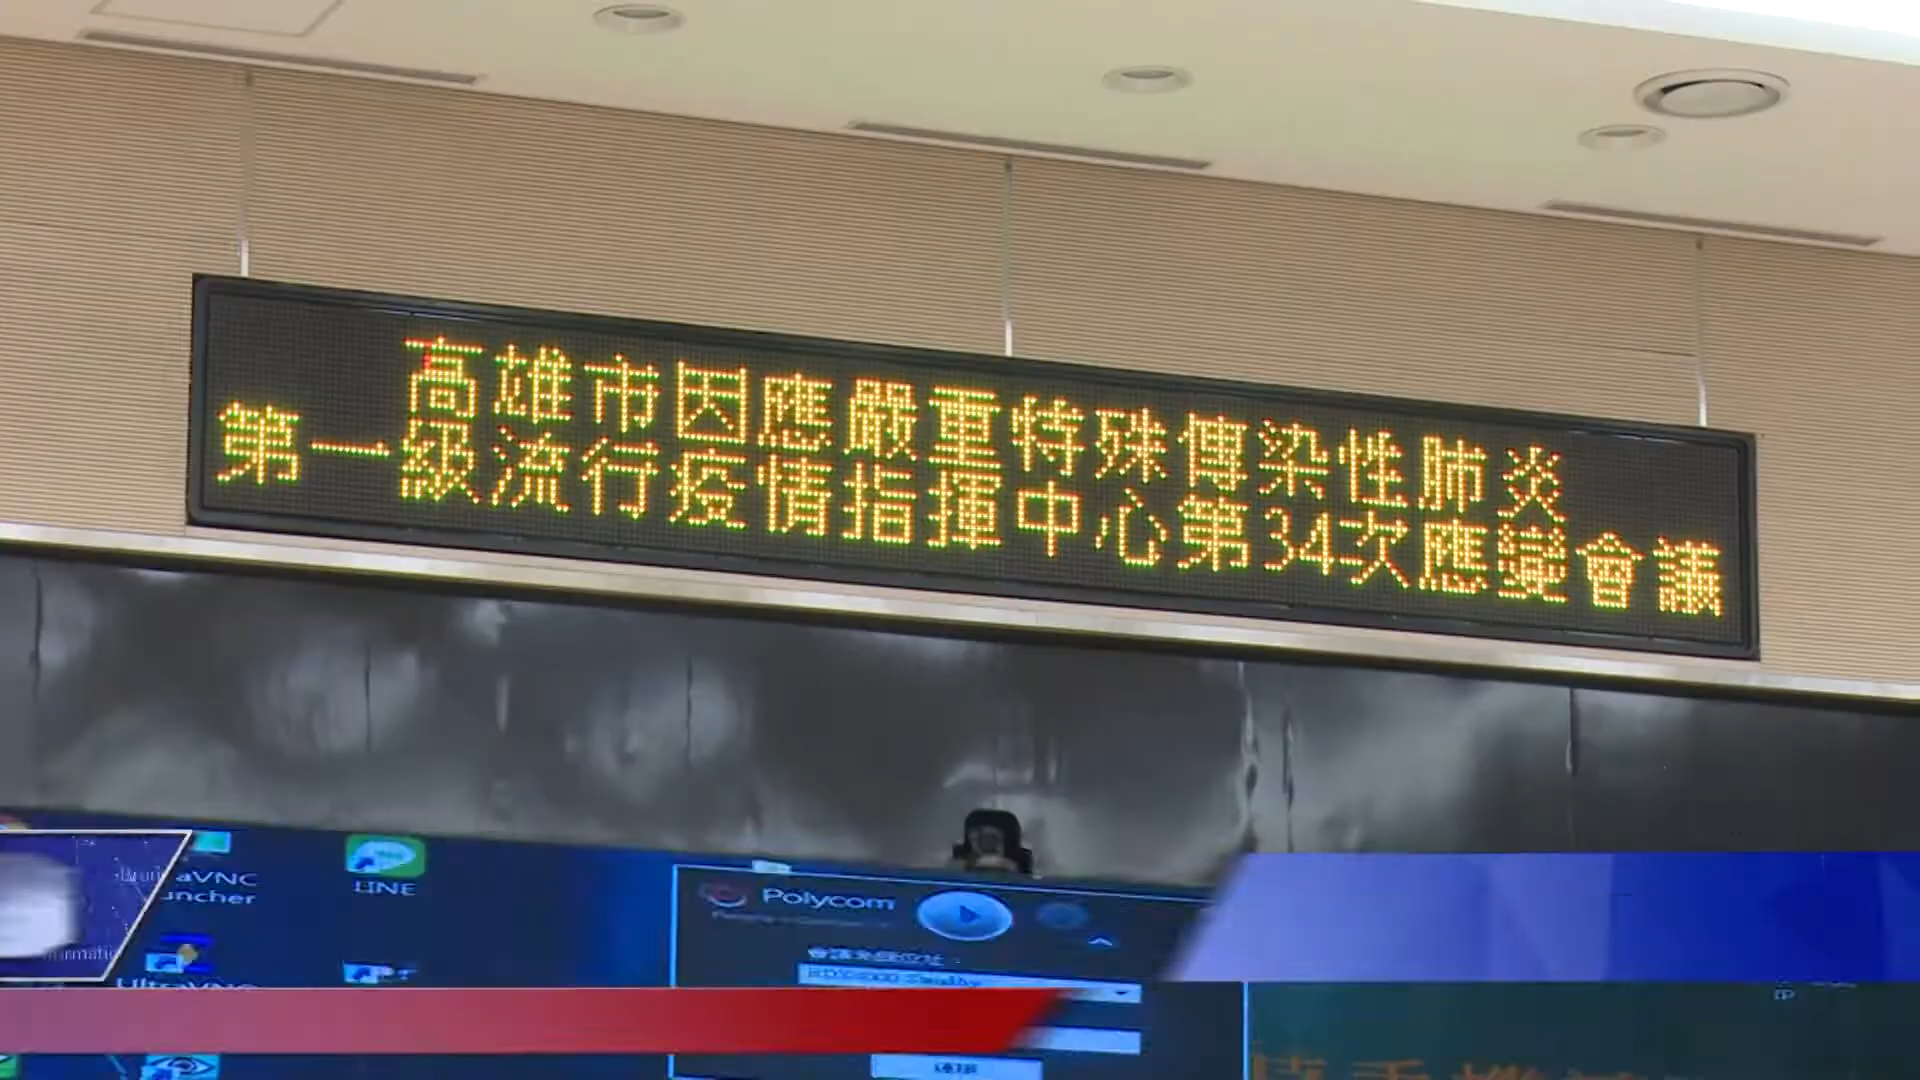 高雄市因應嚴重特殊傳染性肺炎
第一級流行疫情指揮中心第34次應變會議
LINE
Polycom
UltraVNC